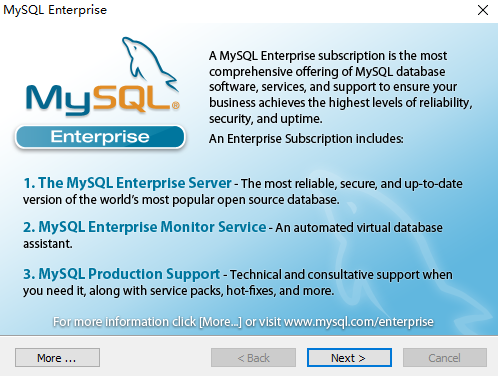 MySQL Enterprise
MySQL®
Enterprise
A MySQL Enterprise subscription is the most
comprehensive offering of MySQL database
software, services, and support to ensure your
business achieves the highest levels of reliability,
security, and uptime.
An Enterprise Subscription includes:
1. The MySQL Enterprise Server - The most reliable, secure, and up-to-date
version of the world's most popular open source database.
2. MySQL Enterprise Monitor Service - An automated virtual database
assistant.
3. MySQL Production Support - Technical and consultative support when
you need it, along with service packs, hot-fixes, and more.
For more information click [More...] or visit www.mysql.com/enterprise
More ...
< Back
Next >
Cancel